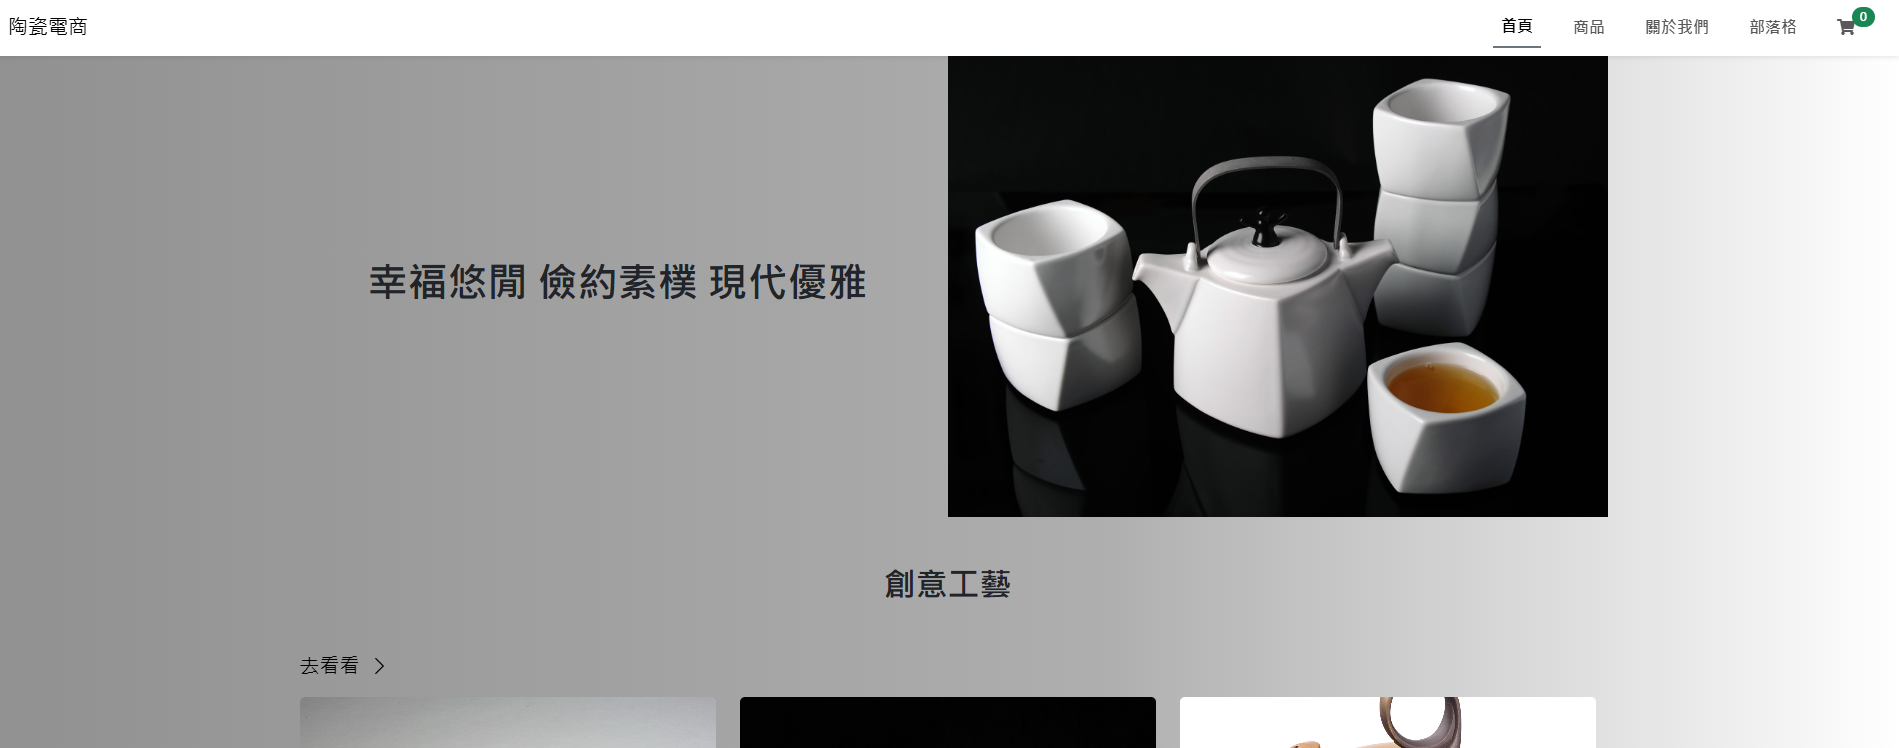 陶瓷電商
首頁 商品 關於我們 部落格 0
幸福悠閒 儉約素樸 現代優雅
創意工藝
去看看